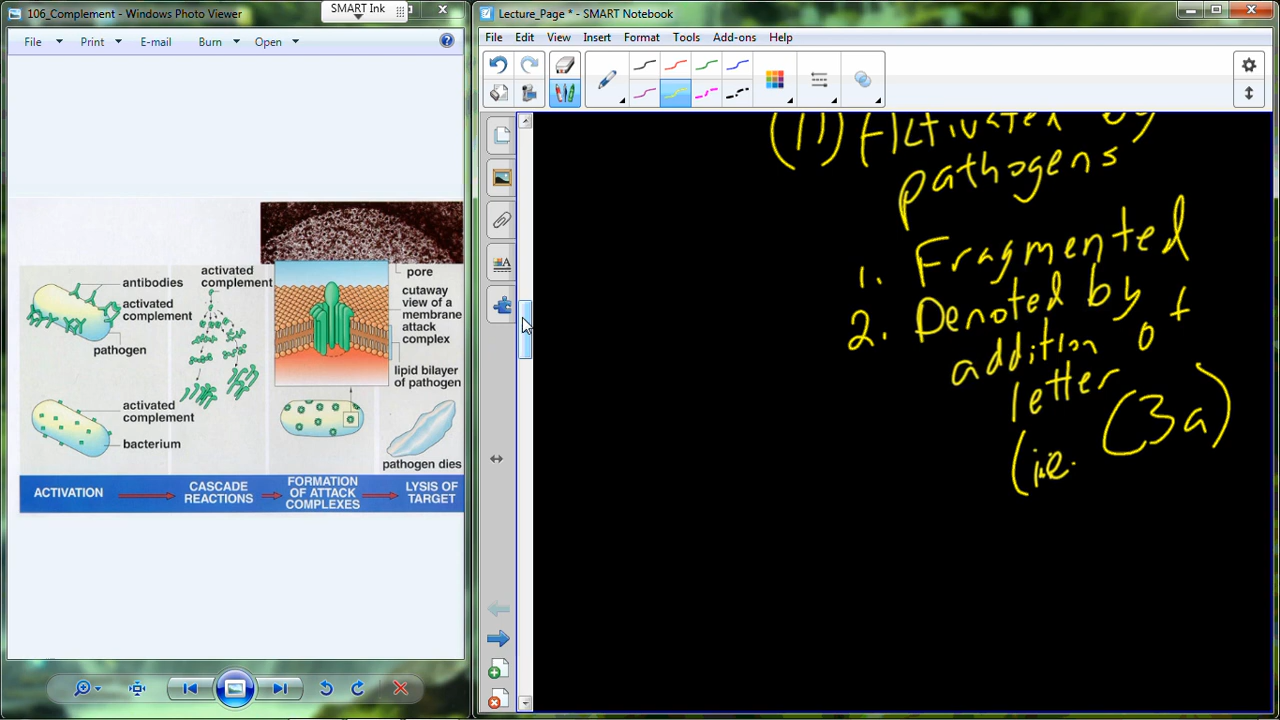 106_Complement - Windows Photo Viewer
SMART Ink
File Print E-mail Burn Open
antibodies
activated
complement
pathogen
activated
complement
bacterium
activated
complement
pore
cutaway
view of a
membrane
attack
complex
lipid bilayer
of pathogen
pathogen dies
ACTIVATION
CASCADE
REACTIONS
FORMATION
OF ATTACK
COMPLEXES
LYSIS OF
TARGET
Lecture_Page * - SMART Notebook
File Edit View Insert Format Tools Add-ons Help
(11) Activated by
pathogens
1. Fragmented
2. Denoted by
addition of
letter
(i.e. C3a)